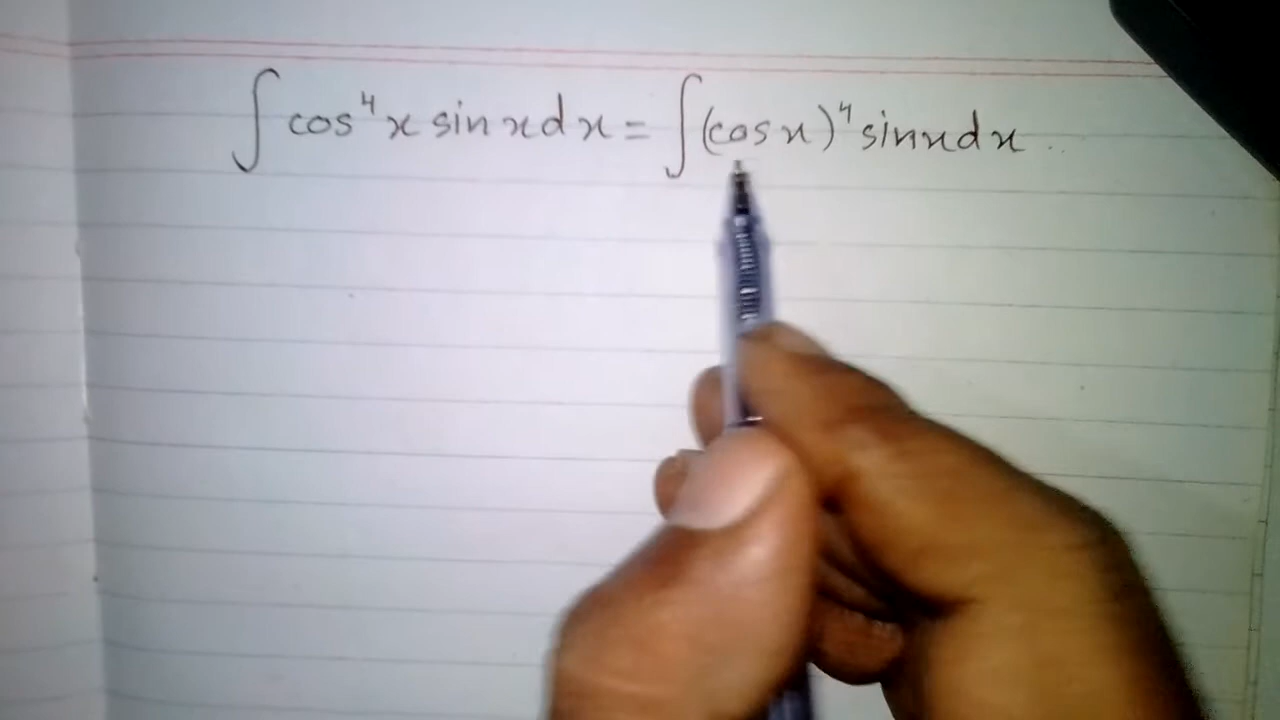 ∫ cos⁴x sin x dx = ∫ (cos x)⁴ sin x dx